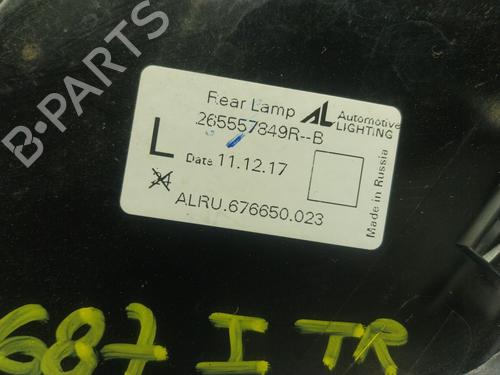 Rear Lamp AL Automotive LIGHTING
265557849R--B
L
Date 11.12.17
24
ALRU.676650.023
Made in Russia
687 I TR
B-PARTS